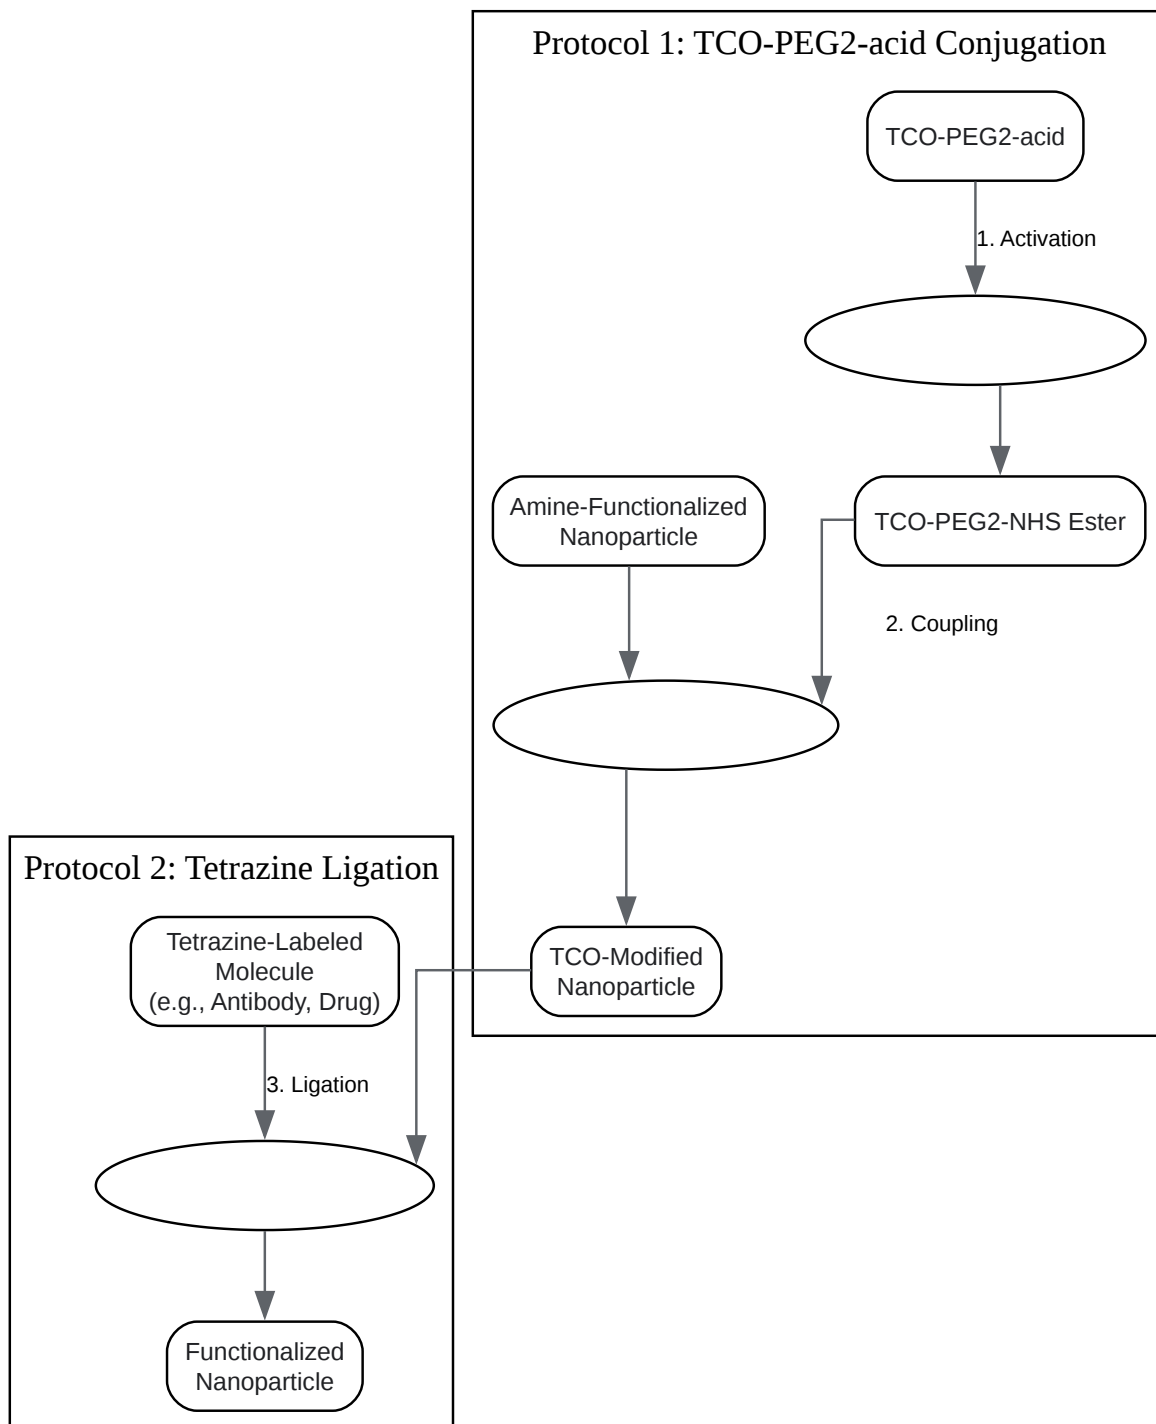 Protocol 1: TCO-PEG2-acid Conjugation
TCO-PEG2-acid
1. Activation
Amine-Functionalized
Nanoparticle
TCO-PEG2-NHS Ester
2. Coupling
TCO-Modified
Nanoparticle
Protocol 2: Tetrazine Ligation
Tetrazine-Labeled
Molecule
(e.g., Antibody, Drug)
3. Ligation
Functionalized
Nanoparticle